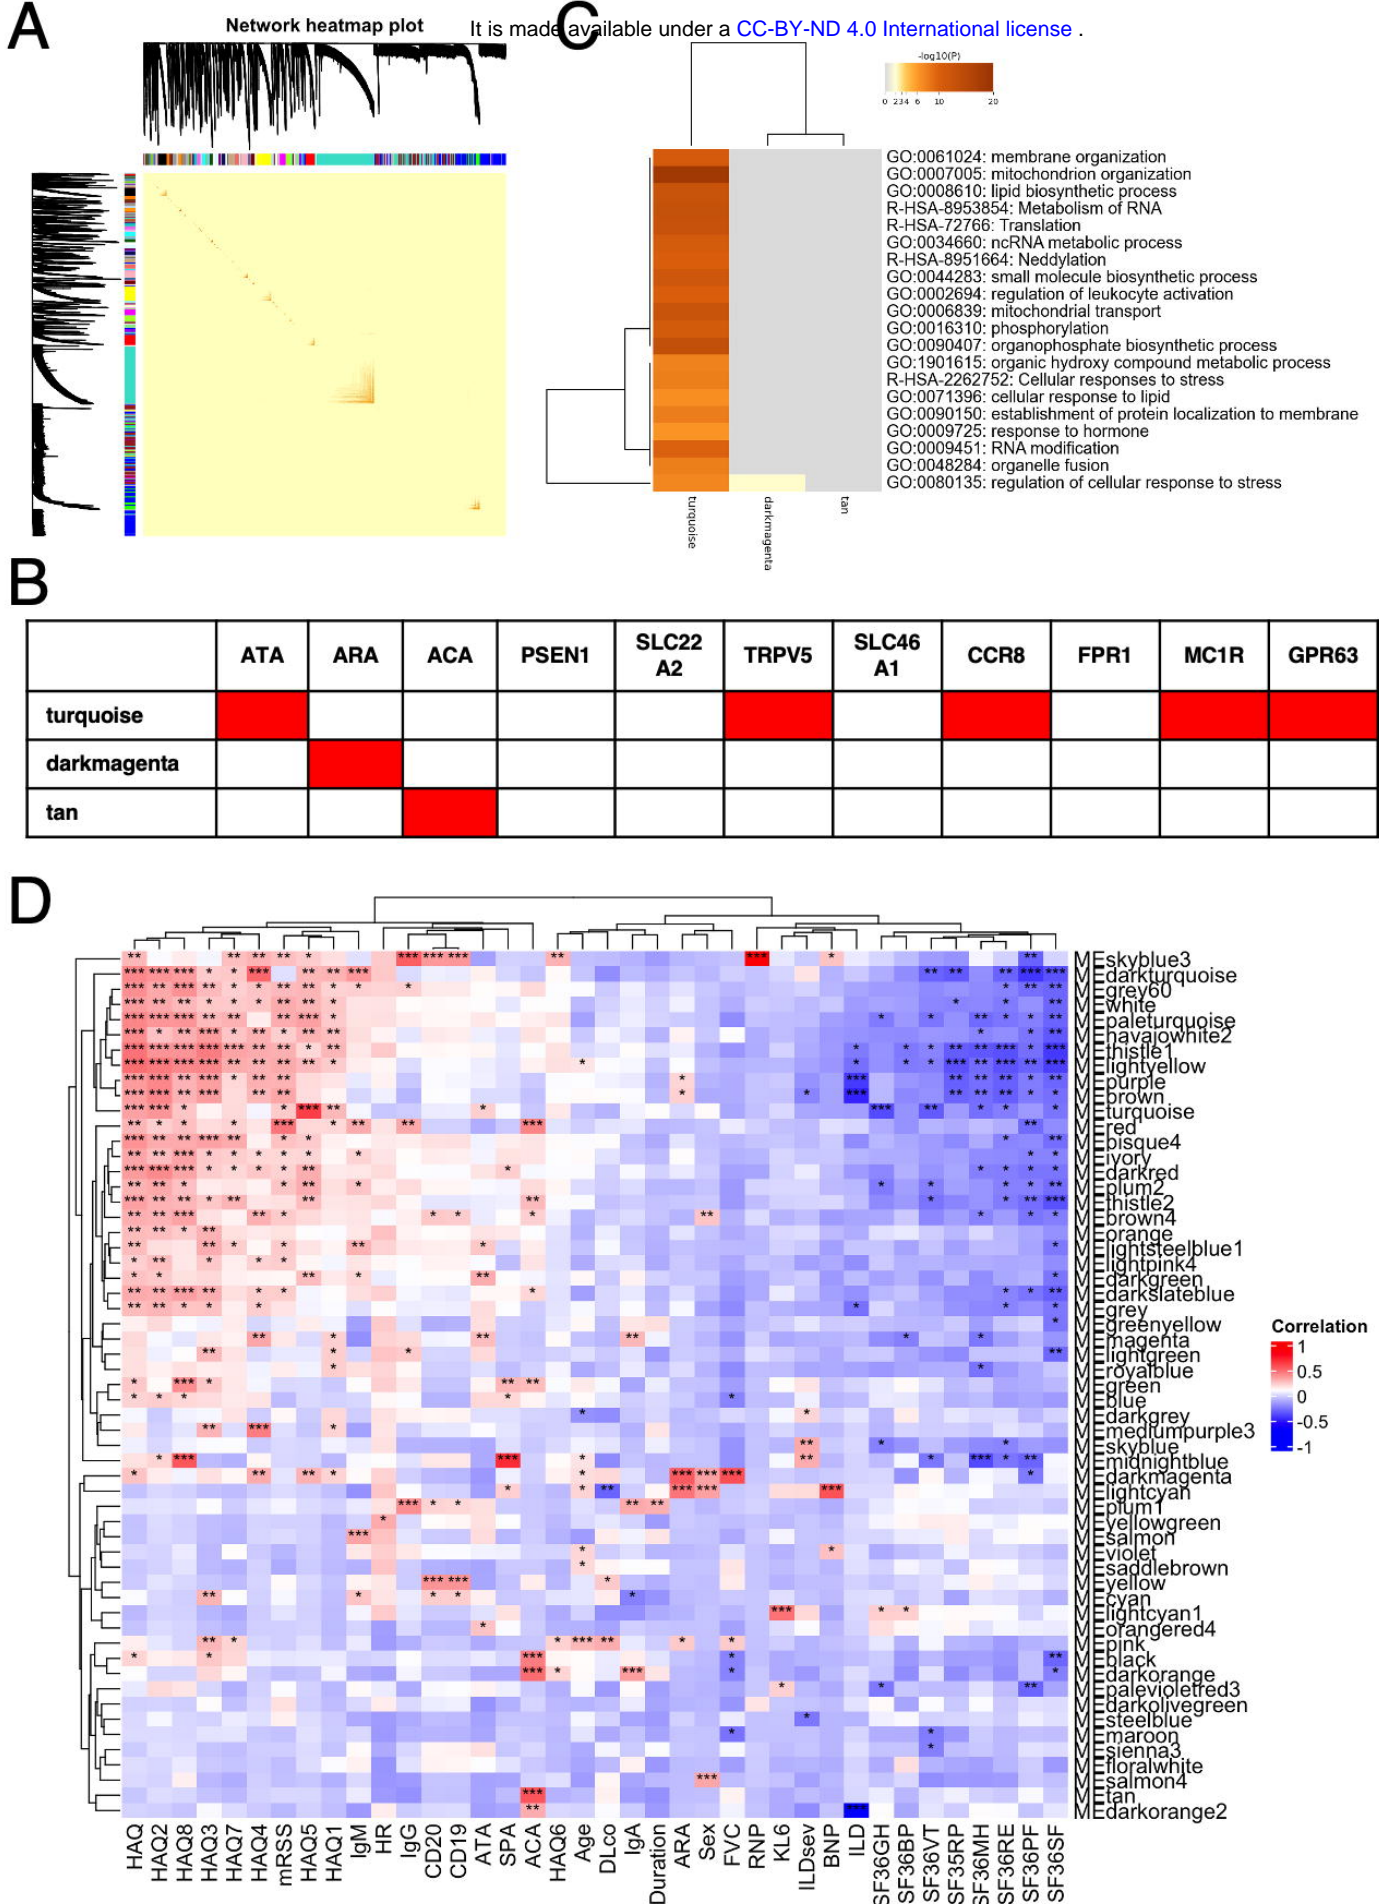 A
Network heatmap plot
It is made available under a CC-BY-ND 4.0 International license .
C
-log10(P)
0 2 3 4 6 10 20
GO:0061024: membrane organization
GO:0007005: mitochondrion organization
GO:0008610: lipid biosynthetic process
R-HSA-8953854: Metabolism of RNA
R-HSA-72766: Translation
GO:0034660: ncRNA metabolic process
R-HSA-8951664: Neddylation
GO:0044283: small molecule biosynthetic process
GO:0002694: regulation of leukocyte activation
GO:0006839: mitochondrial transport
GO:0016310: phosphorylation
GO:0090407: organophosphate biosynthetic process
GO:1901615: organic hydroxy compound metabolic process
R-HSA-2262752: Cellular responses to stress
GO:0071396: cellular response to lipid
GO:0090150: establishment of protein localization to membrane
GO:0009725: response to hormone
GO:0009451: RNA modification
GO:0048284: organelle fusion
GO:0080135: regulation of cellular response to stress
turquoise
darkmagenta
tan
B
ATA ARA ACA PSEN1 SLC22 A2 TRPV5 SLC46 A1 CCR8 FPR1 MC1R GPR63
turquoise
darkmagenta
tan
D
MEskyblue3
MEdarkturquoise
MEgrey60
MEwhite
MEpaleturquoise
MEnavajowhite2
MEthistle1
MElightyellow
MEpurple
MEbrown
MEturquoise
MEred
MEbisque4
MEivory
MEdarkred
MEplum2
MEthistle2
MEbrown4
MEorange
MElightsteelblue1
MElightpink4
MEdarkgreen
MEdarkslateblue
MEgrey
MEgreenyellow
MEmagenta
MElightgreen
MEroyalblue
MEgreen
MEblue
MEdarkgrey
MEmediumpurple3
MEskyblue
MEmidnightblue
MEdarkmagenta
MElightcyan
MEplum1
MEyellowgreen
MEsalmon
MEviolet
MEsaddlebrown
MEyellow
MEcyan
MElightcyan1
MEorangered4
MEpink
MEblack
MEdarkorange
MEpalevioletred3
MEdarkolivegreen
MEsteelblue
MEmaroon
MEsienna3
MEfloralwhite
MEsalmon4
MEtan
MEdarkorange2
Correlation
1
0.5
0
-0.5
-1
HAQ
HAQ2
HAQ8
HAQ3
HAQ7
HAQ4
mRSS
HAQ5
HAQ1
IgM
HR
IgG
CD20
CD19
ATA
SPA
ACA
HAQ6
Age
DLco
IgA
Duration
ARA
Sex
FVC
RNP
KL6
ILDsev
BNP
ILD
SF36GH
SF36BP
SF36VT
SF35RP
SF36MH
SF36RE
SF36PF
SF36SF